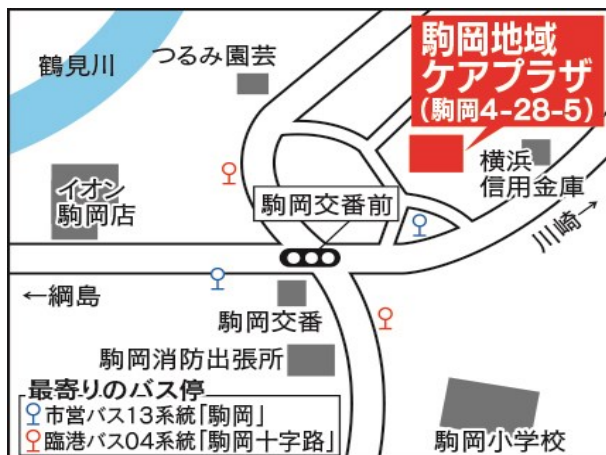 駒岡地域
ケアプラザ
(駒岡4-28-5)
つるみ園芸
鶴見川
横浜
信用金庫
イオン
駒岡店
駒岡交番前
川崎→
←綱島
駒岡交番
駒岡消防出張所
最寄りのバス停
市営バス13系統「駒岡」
臨港バス04系統「駒岡十字路」
駒岡小学校